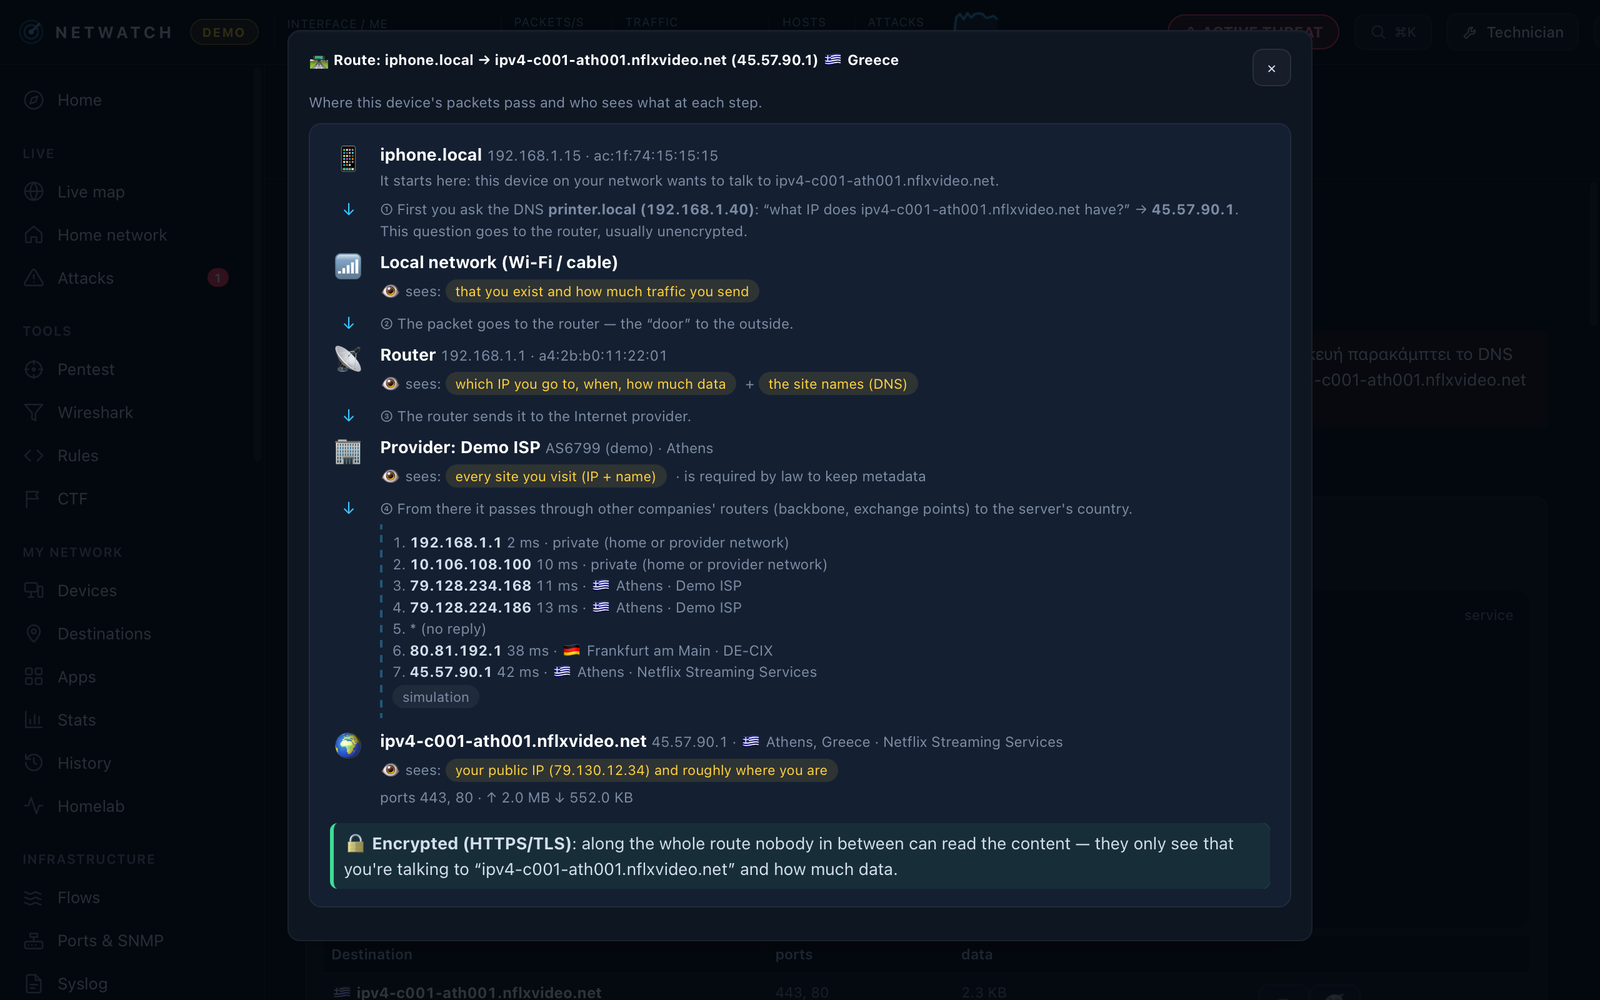 NETWATCH DEMO
INTERFACE / ME PACKETS/S TRAFFIC HOSTS ATTACKS
ACTIVE THREAT
⌘K
Technician
Home
LIVE
Live map
Home network
Attacks 1
TOOLS
Pentest
Wireshark
Rules
CTF
MY NETWORK
Devices
Destinations
Apps
Stats
History
Homelab
INFRASTRUCTURE
Flows
Ports & SNMP
Syslog
Route: iphone.local → ipv4-c001-ath001.nflxvideo.net (45.57.90.1) 🇬🇷 Greece
×
Where this device's packets pass and who sees what at each step.
iphone.local 192.168.1.15 · ac:1f:74:15:15:15
It starts here: this device on your network wants to talk to ipv4-c001-ath001.nflxvideo.net.
↓ ① First you ask the DNS printer.local (192.168.1.40): “what IP does ipv4-c001-ath001.nflxvideo.net have?” → 45.57.90.1.
This question goes to the router, usually unencrypted.
Local network (Wi-Fi / cable)
sees: that you exist and how much traffic you send
↓ ② The packet goes to the router — the “door” to the outside.
Router 192.168.1.1 · a4:2b:b0:11:22:01
sees: which IP you go to, when, how much data + the site names (DNS)
↓ ③ The router sends it to the Internet provider.
Provider: Demo ISP AS6799 (demo) · Athens
sees: every site you visit (IP + name) · is required by law to keep metadata
↓ ④ From there it passes through other companies' routers (backbone, exchange points) to the server's country.
1. 192.168.1.1 2 ms · private (home or provider network)
2. 10.106.108.100 10 ms · private (home or provider network)
3. 79.128.234.168 11 ms · 🇬🇷 Athens · Demo ISP
4. 79.128.224.186 13 ms · 🇬🇷 Athens · Demo ISP
5. * (no reply)
6. 80.81.192.1 38 ms · 🇩🇪 Frankfurt am Main · DE-CIX
7. 45.57.90.1 42 ms · 🇬🇷 Athens · Netflix Streaming Services
simulation
ipv4-c001-ath001.nflxvideo.net 45.57.90.1 · 🇬🇷 Athens, Greece · Netflix Streaming Services
sees: your public IP (79.130.12.34) and roughly where you are
ports 443, 80 · ↑ 2.0 MB ↓ 552.0 KB
Encrypted (HTTPS/TLS): along the whole route nobody in between can read the content — they only see that
you're talking to “ipv4-c001-ath001.nflxvideo.net” and how much data.
παρακάμπτει το DNS
-c001-ath001.nflxvideo.net
service
Destination ports data
ipv4-c001-ath001.nflxvideo.net 443, 80 2.3 KB